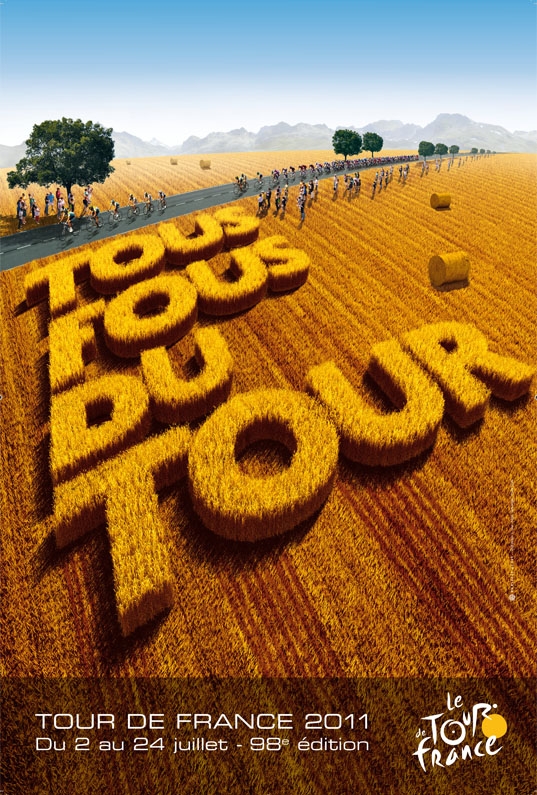 TOUS
FOUS
DU
TOUR
TOUR DE FRANCE 2011
Du 2 au 24 juillet - 98e édition
le
TOUR
de
france